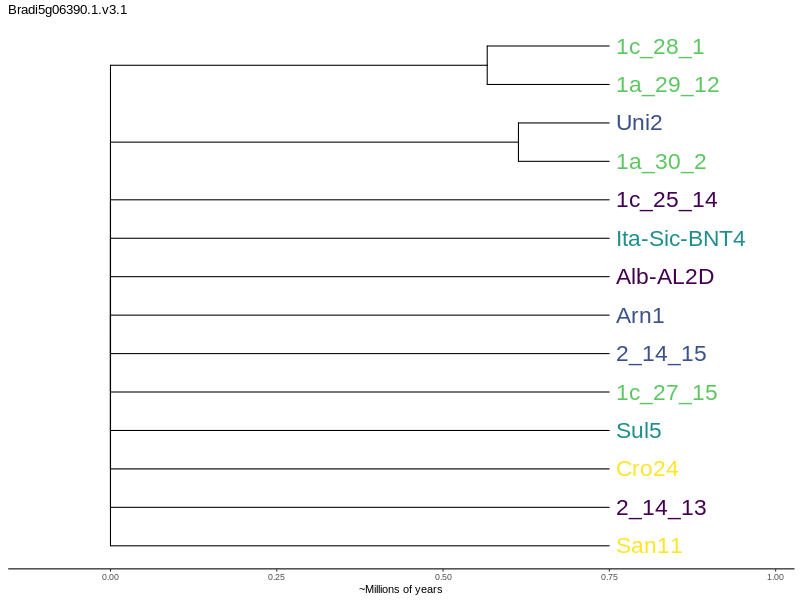 Bradi5g06390.1.v3.1
1c_28_1
1a_29_12
Uni2
1a_30_2
1c_25_14
Ita-Sic-BNT4
Alb-AL2D
Arn1
2_14_15
1c_27_15
Sul5
Cro24
2_14_13
San11
0.00 0.25 0.50 0.75 1.00
~Millions of years